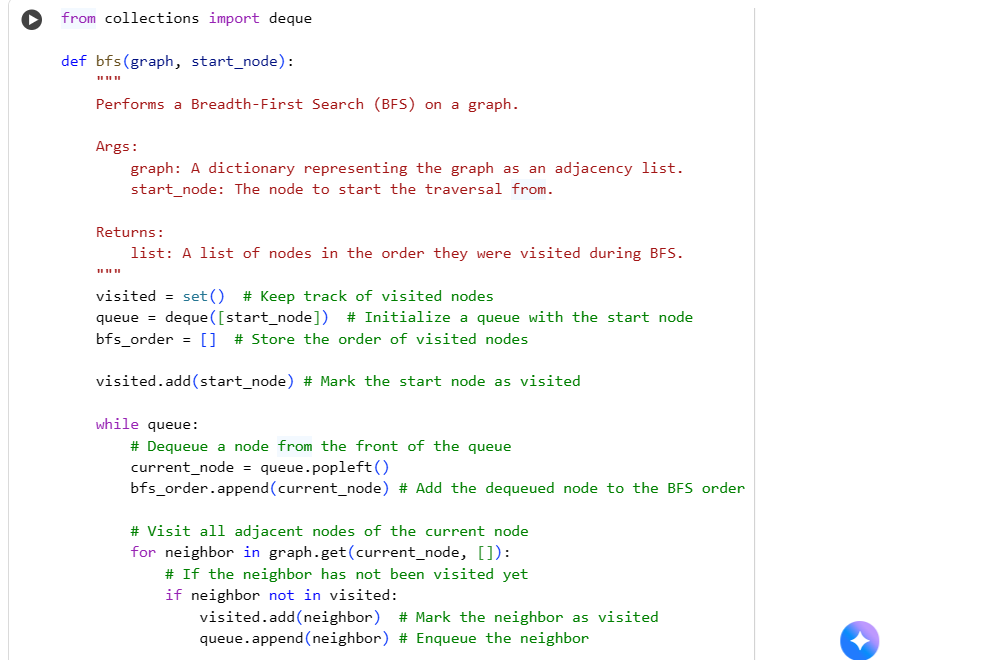 from collections import deque
def bfs(graph, start_node):
"""
Performs a Breadth-First Search (BFS) on a graph.
Args:
graph: A dictionary representing the graph as an adjacency list.
start_node: The node to start the traversal from.
Returns:
list: A list of nodes in the order they were visited during BFS.
"""
visited = set()  # Keep track of visited nodes
queue = deque([start_node])  # Initialize a queue with the start node
bfs_order = []  # Store the order of visited nodes
visited.add(start_node) # Mark the start node as visited
while queue:
# Dequeue a node from the front of the queue
current_node = queue.popleft()
bfs_order.append(current_node) # Add the dequeued node to the BFS order
# Visit all adjacent nodes of the current node
for neighbor in graph.get(current_node, []):
# If the neighbor has not been visited yet
if neighbor not in visited:
visited.add(neighbor)  # Mark the neighbor as visited
queue.append(neighbor) # Enqueue the neighbor